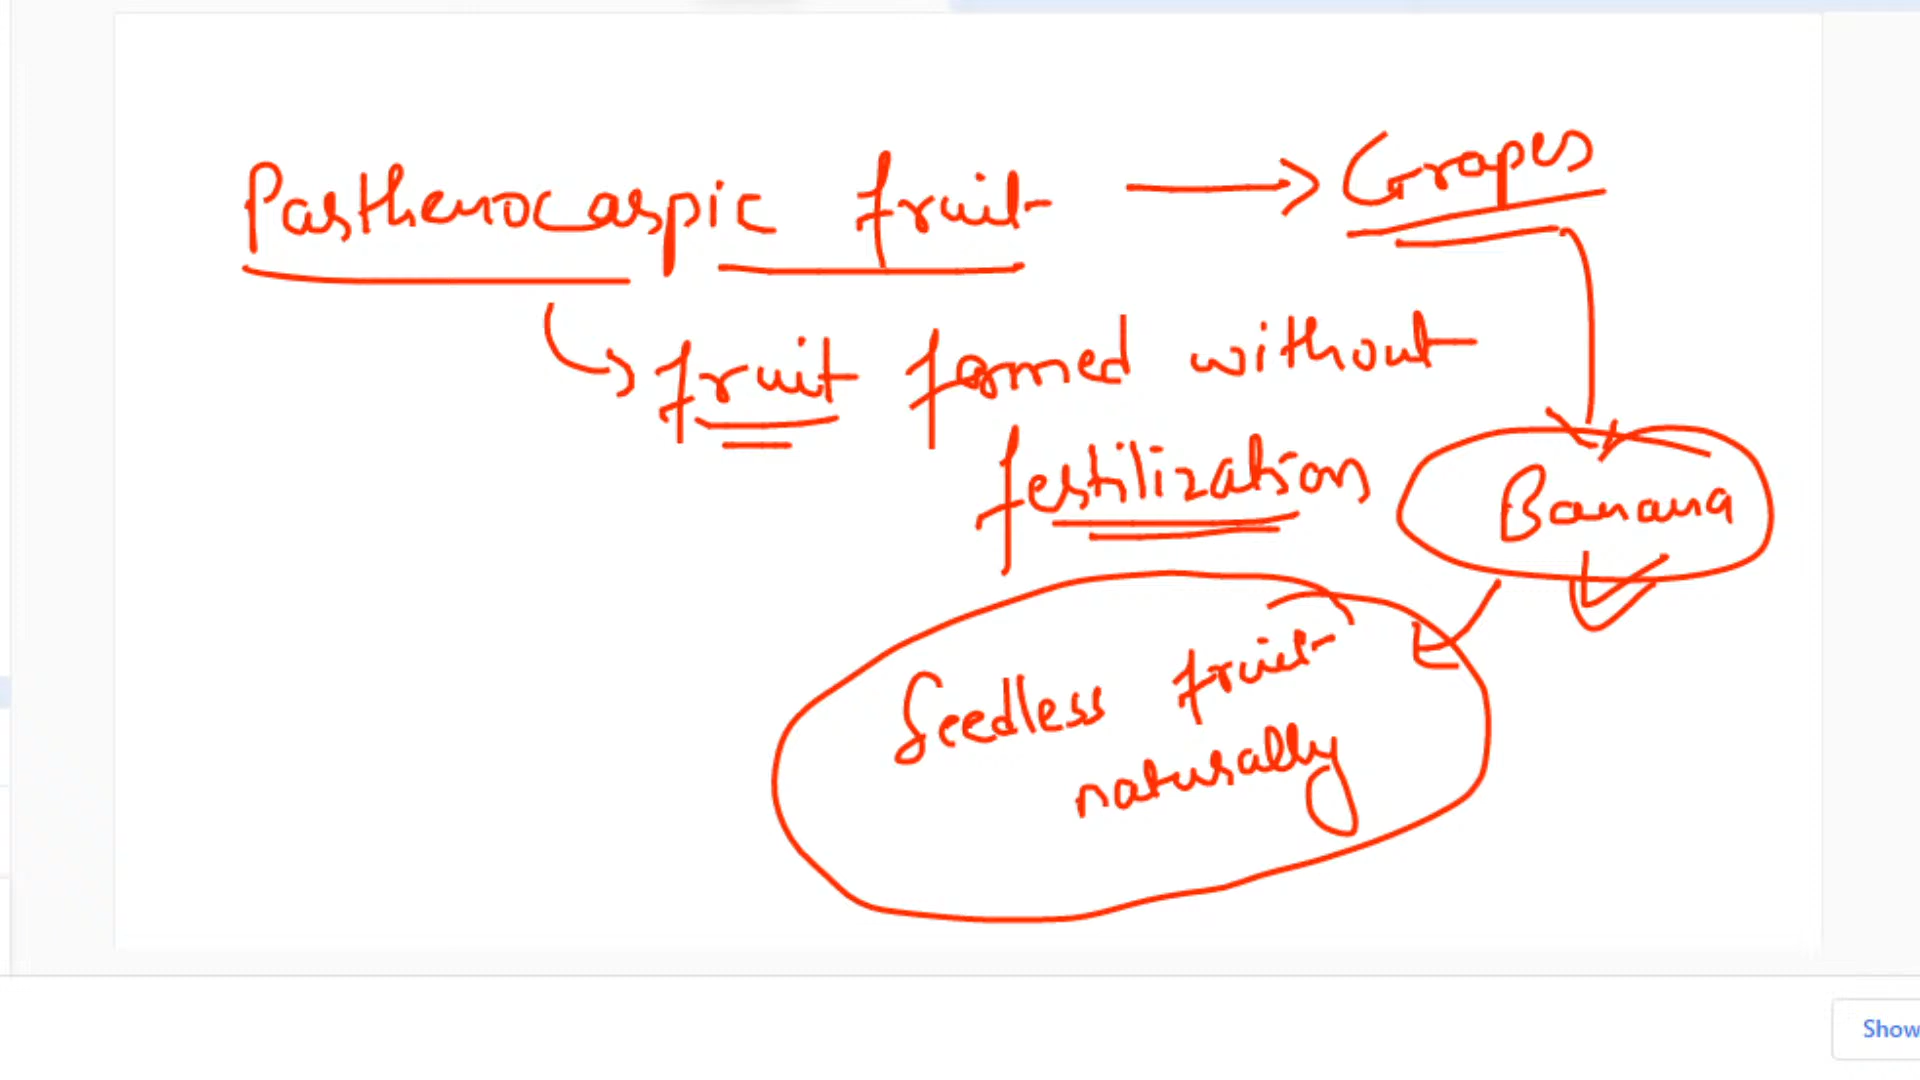 Parthenocarpic fruit → Grapes
↳ fruit formed without
fertilization
Banana
Seedless fruit
naturally
Show